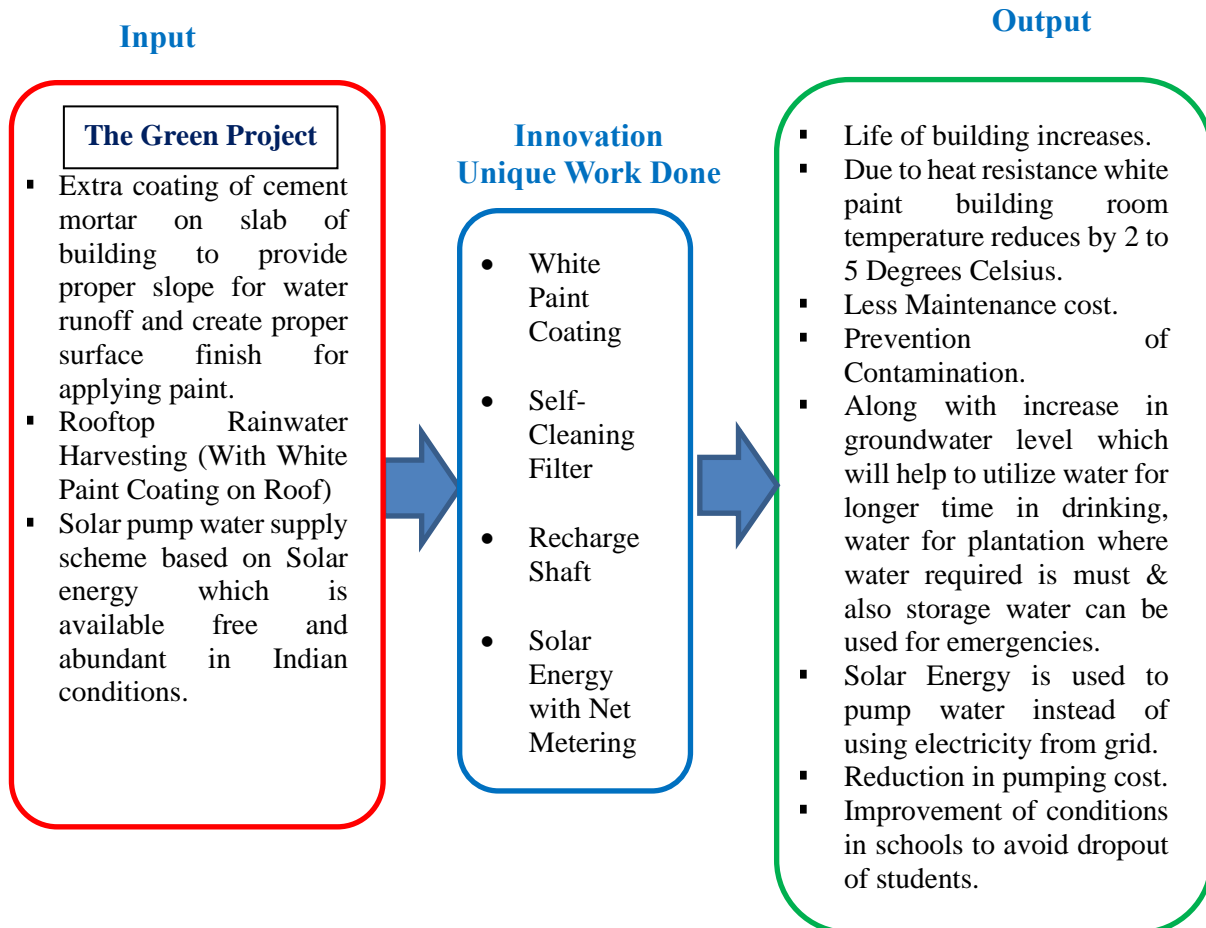 Input
The Green Project
Extra coating of cement
mortar on slab of
building to provide
proper slope for water
runoff and create proper
surface finish for
applying paint.
Rooftop Rainwater
Harvesting (With White
Paint Coating on Roof)
Solar pump water supply
scheme based on Solar
energy which is
available free and
abundant in Indian
conditions.
Innovation
Unique Work Done
White
Paint
Coating
Self-
Cleaning
Filter
Recharge
Shaft
Solar
Energy
with Net
Metering
Output
Life of building increases.
Due to heat resistance white
paint building room
temperature reduces by 2 to
5 Degrees Celsius.
Less Maintenance cost.
Prevention of
Contamination.
Along with increase in
groundwater level which
will help to utilize water for
longer time in drinking,
water for plantation where
water required is must &
also storage water can be
used for emergencies.
Solar Energy is used to
pump water instead of
using electricity from grid.
Reduction in pumping cost.
Improvement of conditions
in schools to avoid dropout
of students.